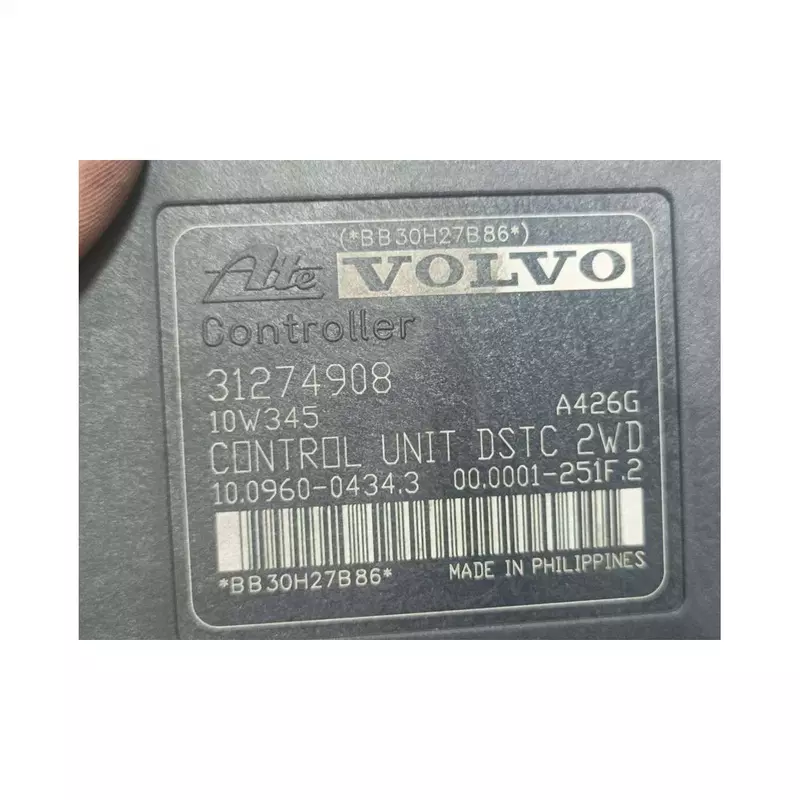 (*BB30H27B86*)
Ate VOLVO
Controller
31274908
10W345 A426G
CONTROL UNIT DSTC 2WD
10.0960-0434.3 00.0001-251F.2
*BB30H27B86* MADE IN PHILIPPINES